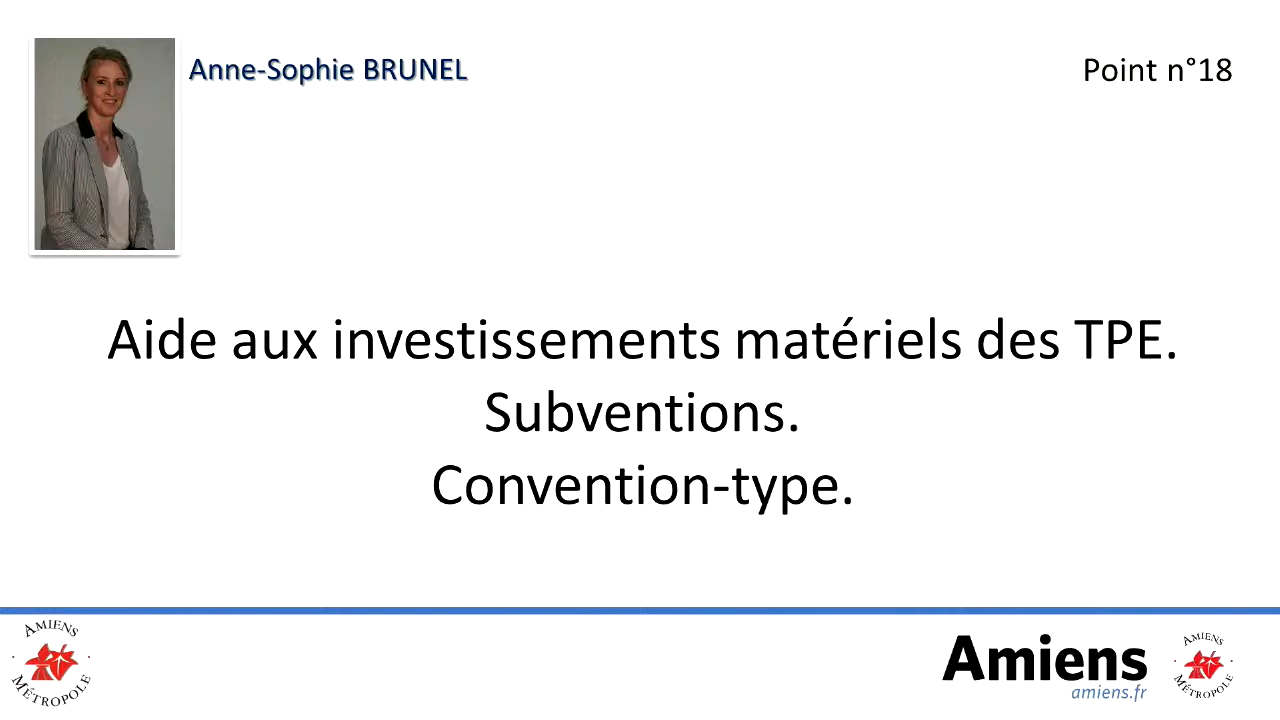 Anne-Sophie BRUNEL
Point n°18
Aide aux investissements matériels des TPE.
Subventions.
Convention-type.
AMIENS
MÉTROPOLE
Amiens
amiens.fr
AMIENS
MÉTROPOLE